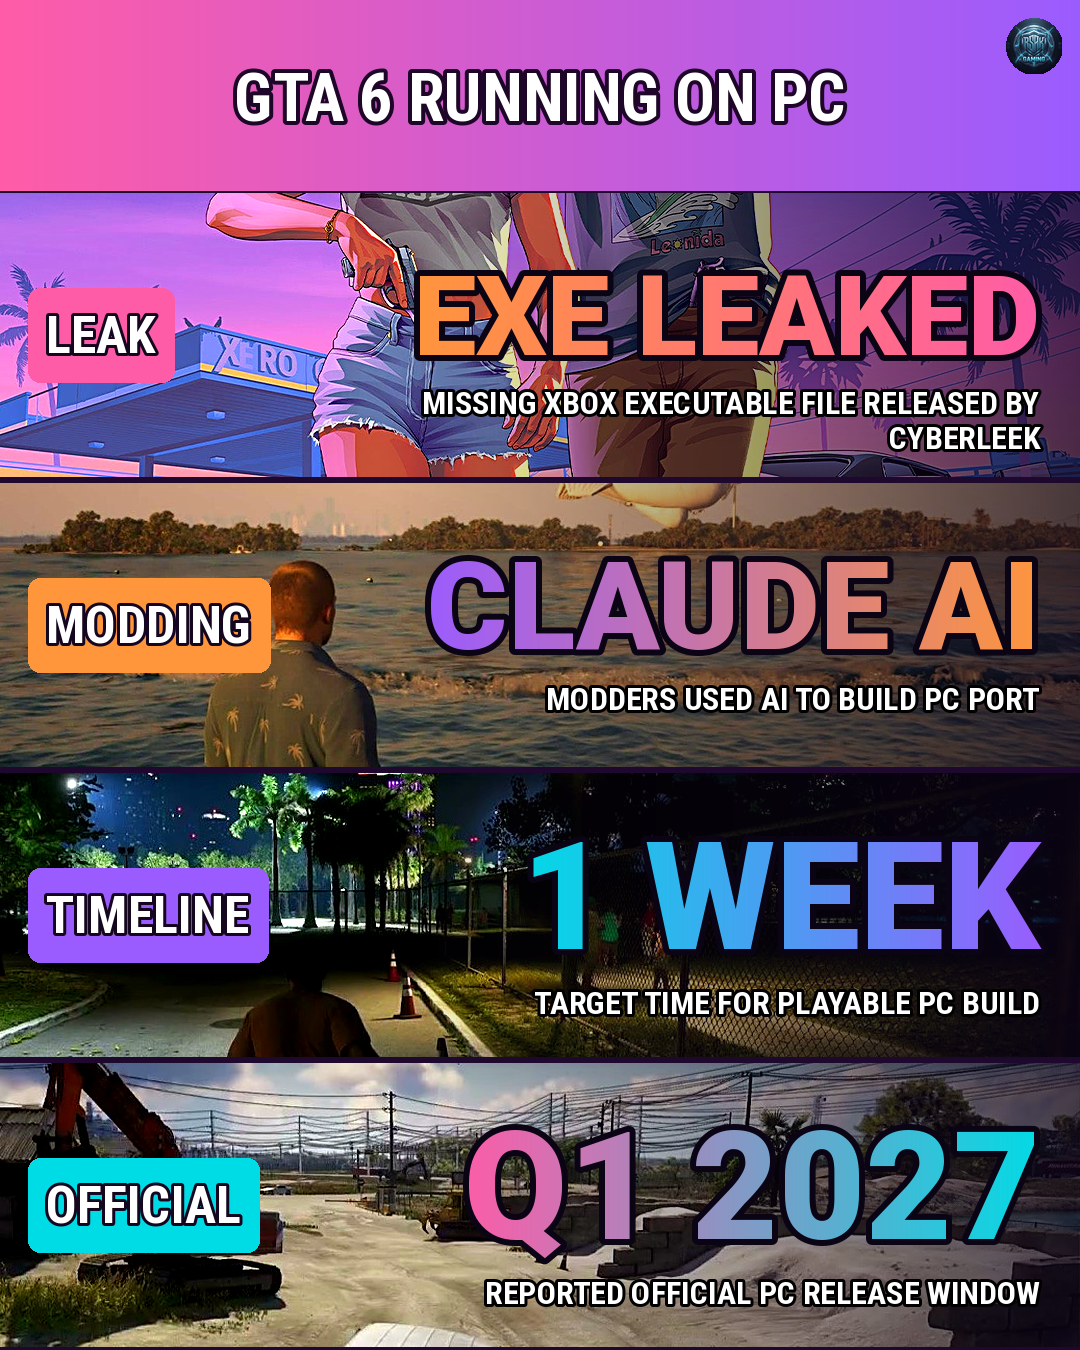 GTA 6 RUNNING ON PC
GAMING
Leonida
LEAK
EXE LEAKED
MISSING XBOX EXECUTABLE FILE RELEASED BY
CYBERLEEK
MODDING
CLAUDE AI
MODDERS USED AI TO BUILD PC PORT
TIMELINE
1 WEEK
TARGET TIME FOR PLAYABLE PC BUILD
OFFICIAL
Q1 2027
REPORTED OFFICIAL PC RELEASE WINDOW